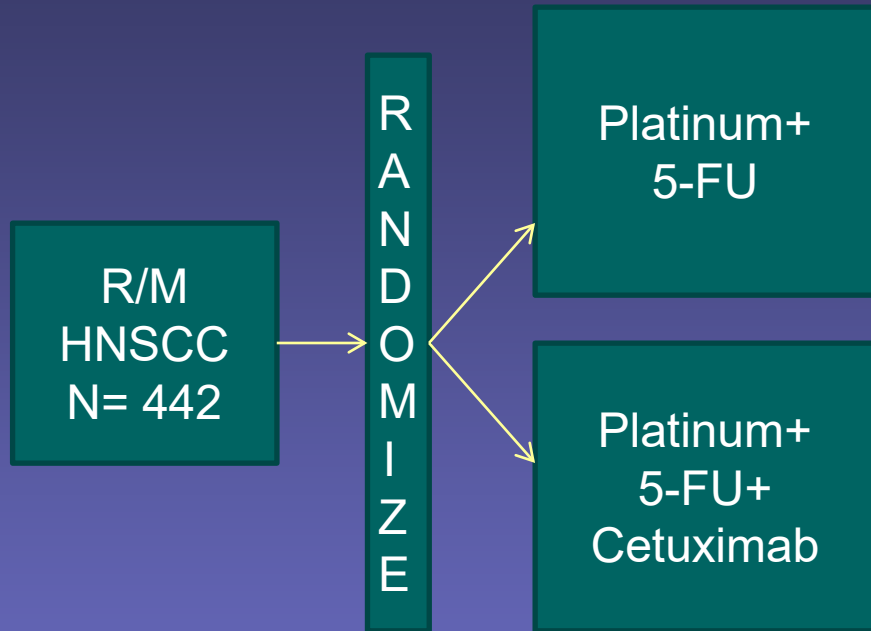 R/M
HNSCC
N= 442
R
A
N
D
O
M
I
Z
E
Platinum+
5-FU
Platinum+
5-FU+
Cetuximab